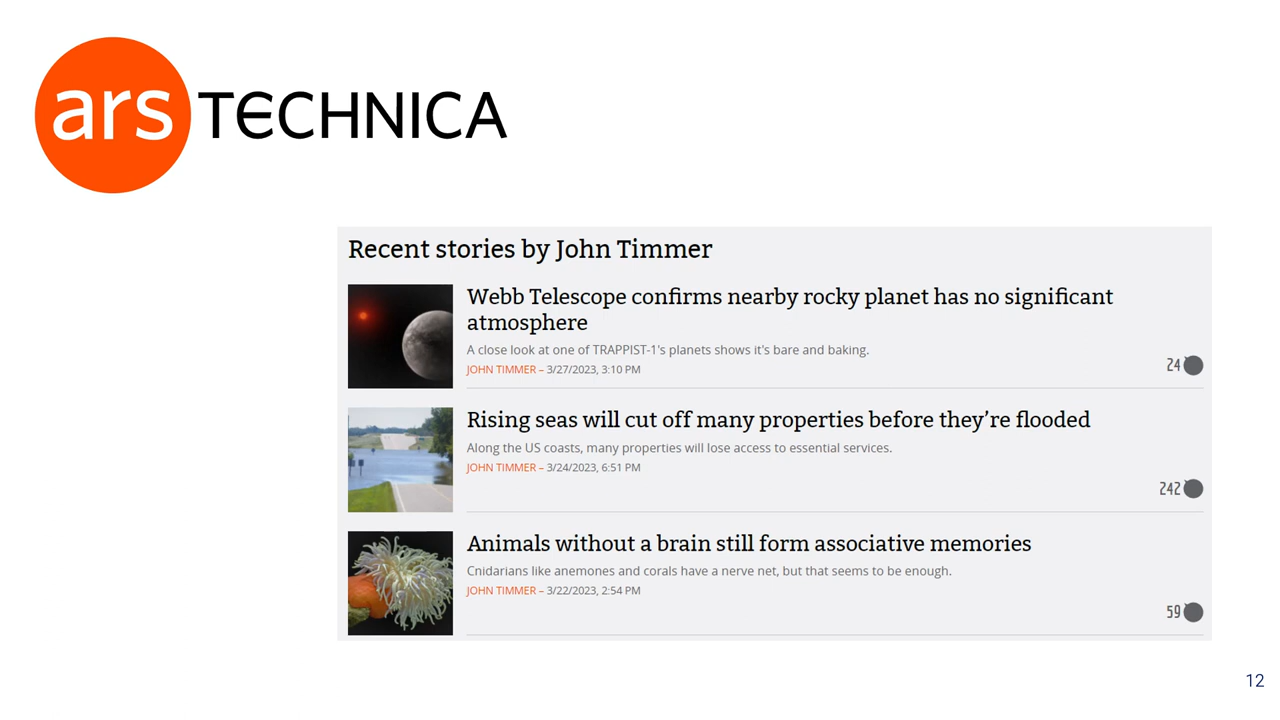 ars TECHNICA
Recent stories by John Timmer
Webb Telescope confirms nearby rocky planet has no significant
atmosphere
A close look at one of TRAPPIST-1's planets shows it's bare and baking.
JOHN TIMMER – 3/27/2023, 3:10 PM
24
Rising seas will cut off many properties before they’re flooded
Along the US coasts, many properties will lose access to essential services.
JOHN TIMMER – 3/24/2023, 6:51 PM
242
Animals without a brain still form associative memories
Cnidarians like anemones and corals have a nerve net, but that seems to be enough.
JOHN TIMMER – 3/22/2023, 2:54 PM
59
12